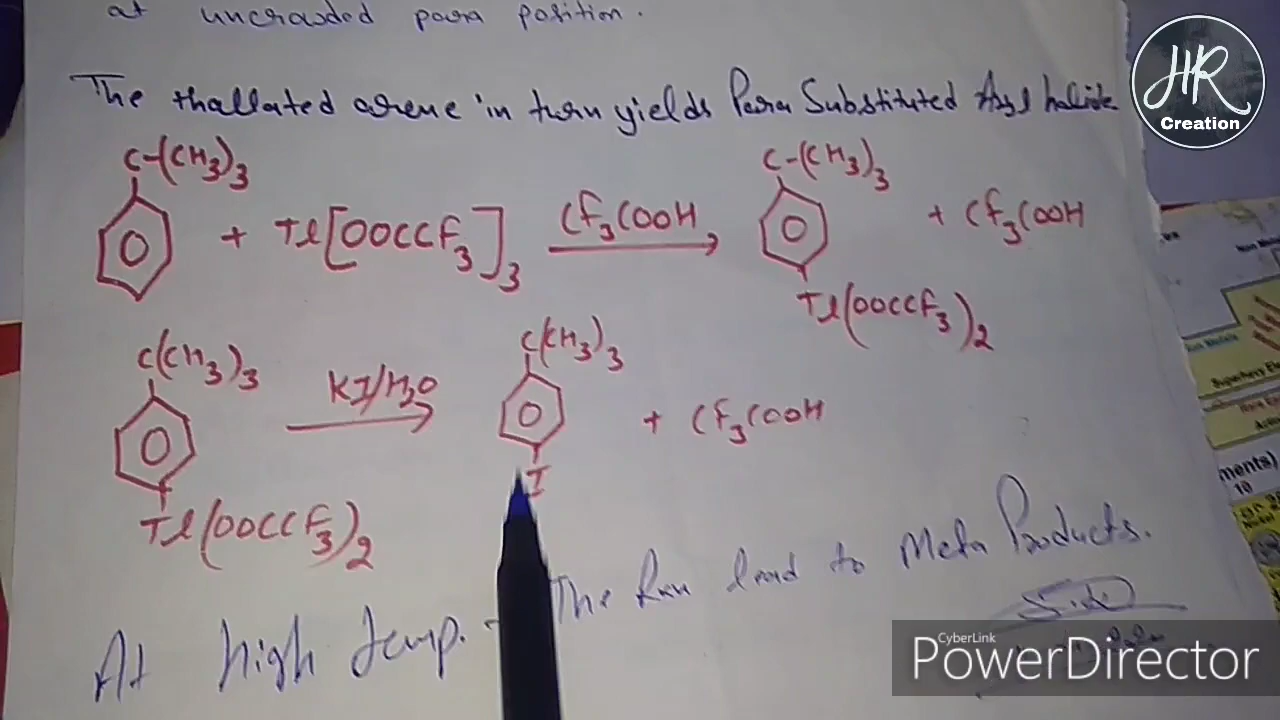 at uncrowded para position.
The thallated arene in turn yields Para Substituted Aryl halide
C-(CH3)3 C-(CH3)3
+ Tl[OOCCF3]3 CF3COOH + CF3COOH
Tl(OOCCF3)2
C(CH3)3 KI/H2O C(CH3)3
+ CF3COOH
I
Tl(OOCCF3)2
At high temp. - The Rxn lead to Meta Products.
HR
Creation
CyberLink
PowerDirector